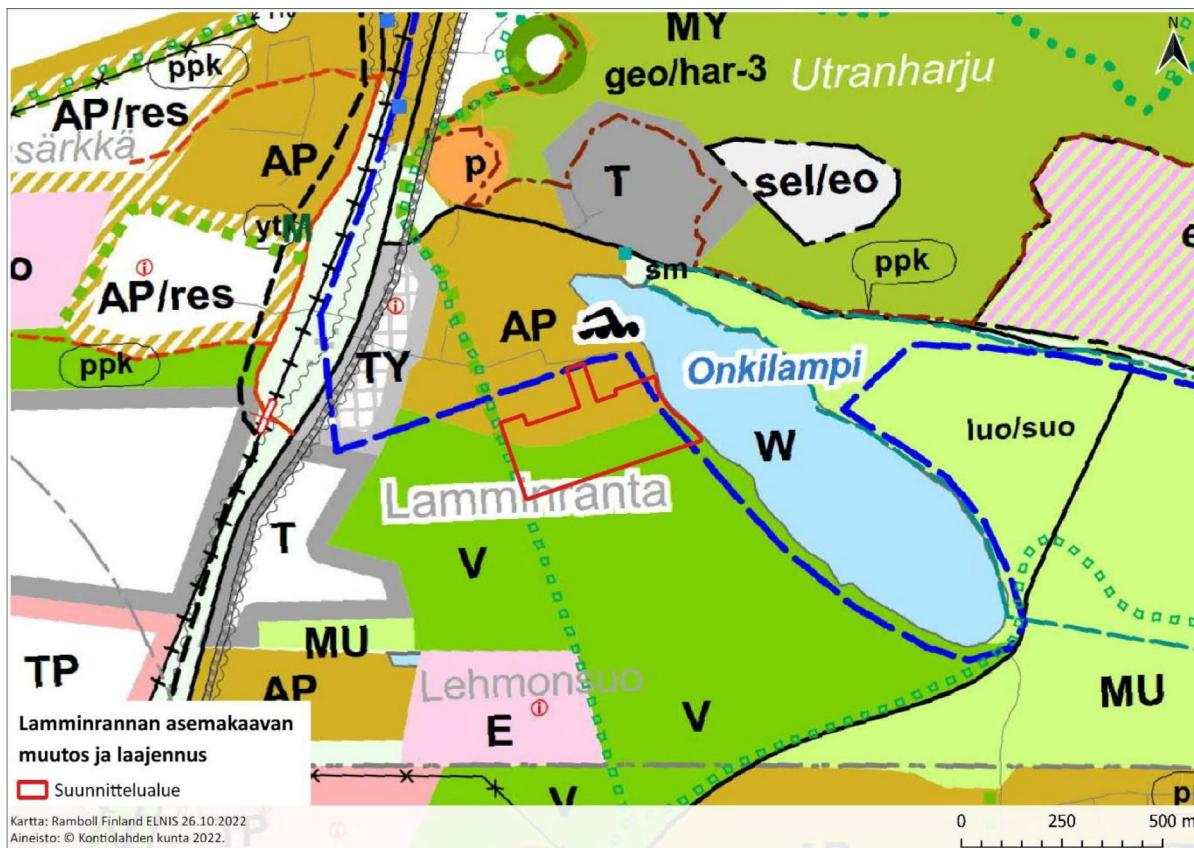 N
MY
geo/har-3
Utranharju
ppk
AP/res
särkkä
AP
p
T
sel/eo
yt
M
sm
ppk
o
AP/res
AP
e
TY
Onkilampi
ppk
W
luo/suo
Lamminranta
T
V
MU
TP
AP
Lehmonsuo
E
V
MU
V
p
TP
Lamminrannan asemakaavan
muutos ja laajennus
Suunnittelualue
Kartta: Ramboll Finland ELNIS 26.10.2022
Aineisto: © Kontiolahden kunta 2022.
0 250 500 m